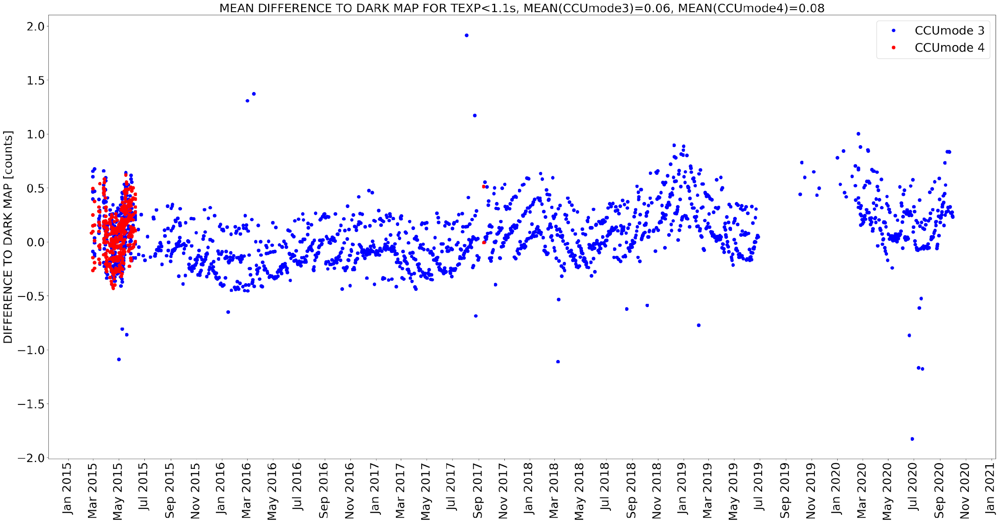 MEAN DIFFERENCE TO DARK MAP FOR TEXP<1.1s, MEAN(CCUmode3)=0.06, MEAN(CCUmode4)=0.08
CCUmode 3
CCUmode 4
DIFFERENCE TO DARK MAP [counts]
2.0
1.5
1.0
0.5
0.0
−0.5
−1.0
−1.5
−2.0
Jan 2015
Mar 2015
May 2015
Jul 2015
Sep 2015
Nov 2015
Jan 2016
Mar 2016
May 2016
Jul 2016
Sep 2016
Nov 2016
Jan 2017
Mar 2017
May 2017
Jul 2017
Sep 2017
Nov 2017
Jan 2018
Mar 2018
May 2018
Jul 2018
Sep 2018
Nov 2018
Jan 2019
Mar 2019
May 2019
Jul 2019
Sep 2019
Nov 2019
Jan 2020
Mar 2020
May 2020
Jul 2020
Sep 2020
Nov 2020
Jan 2021